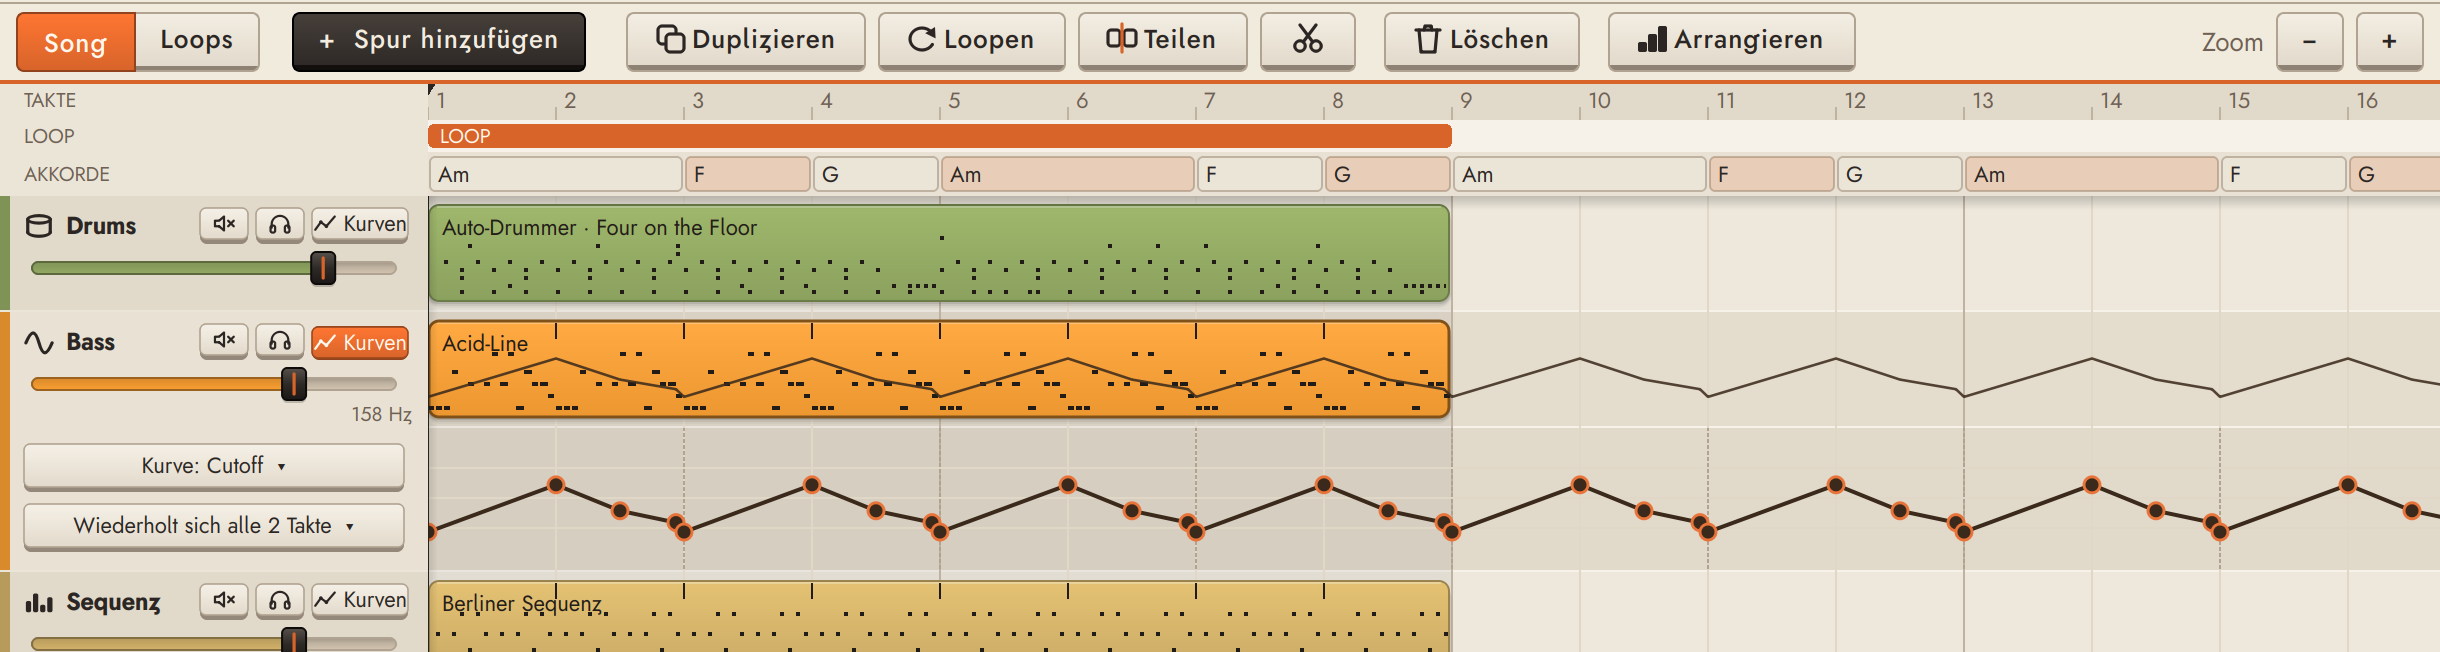 Song Loops + Spur hinzufügen Duplizieren Loopen Teilen Löschen Arrangieren Zoom – +
TAKTE 1 2 3 4 5 6 7 8 9 10 11 12 13 14 15 16
LOOP LOOP
AKKORDE Am F G Am F G Am F G Am F G
Drums Kurven
Auto-Drummer · Four on the Floor
Bass Kurven
Acid-Line
158 Hz
Kurve: Cutoff
Wiederholt sich alle 2 Takte
Sequenz Kurven
Berliner Sequenz